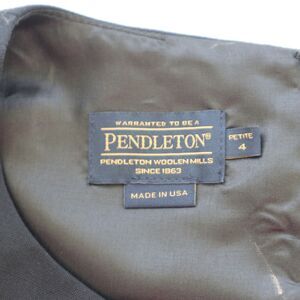 WARRANTED TO BE A
PENDLETON®
PENDLETON WOOLEN MILLS
SINCE 1863
PETITE
4
MADE IN USA